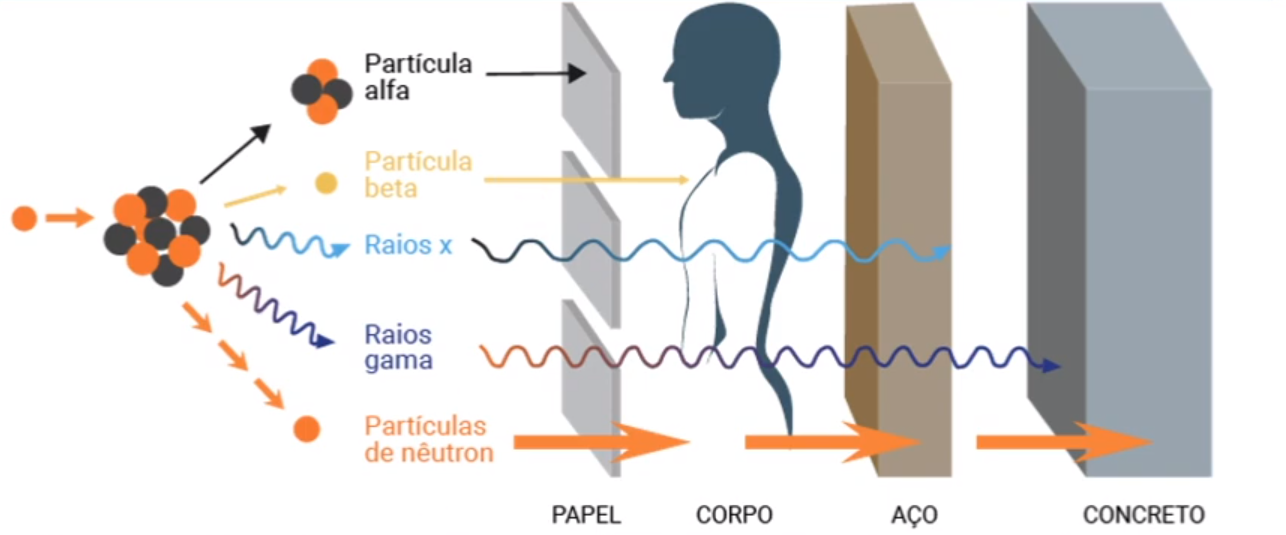 Partícula
alfa
Partícula
beta
Raios x
Raios
gama
Partículas
de nêutron
PAPEL
CORPO
AÇO
CONCRETO